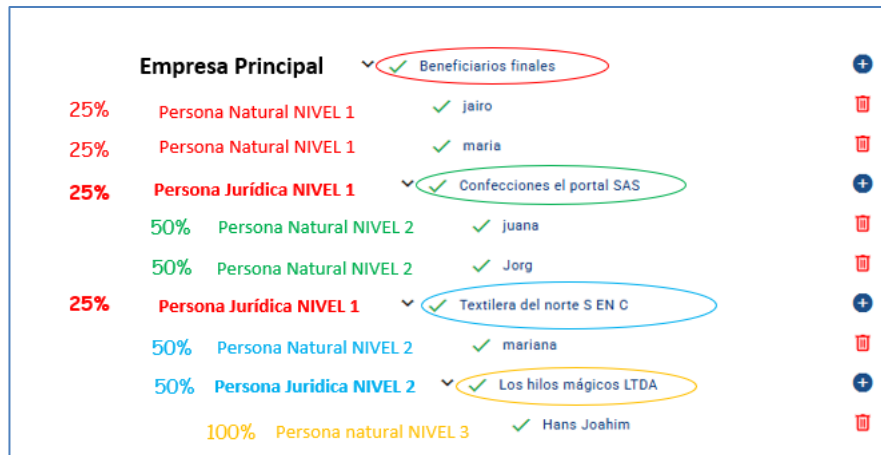 Empresa Principal Beneficiarios finales
25% Persona Natural NIVEL 1 jairo
25% Persona Natural NIVEL 1 maria
25% Persona Jurídica NIVEL 1 Confecciones el portal SAS
50% Persona Natural NIVEL 2 juana
50% Persona Natural NIVEL 2 Jorg
25% Persona Jurídica NIVEL 1 Textilera del norte S EN C
50% Persona Natural NIVEL 2 mariana
50% Persona Juridica NIVEL 2 Los hilos mágicos LTDA
100% Persona natural NIVEL 3 Hans Joahim